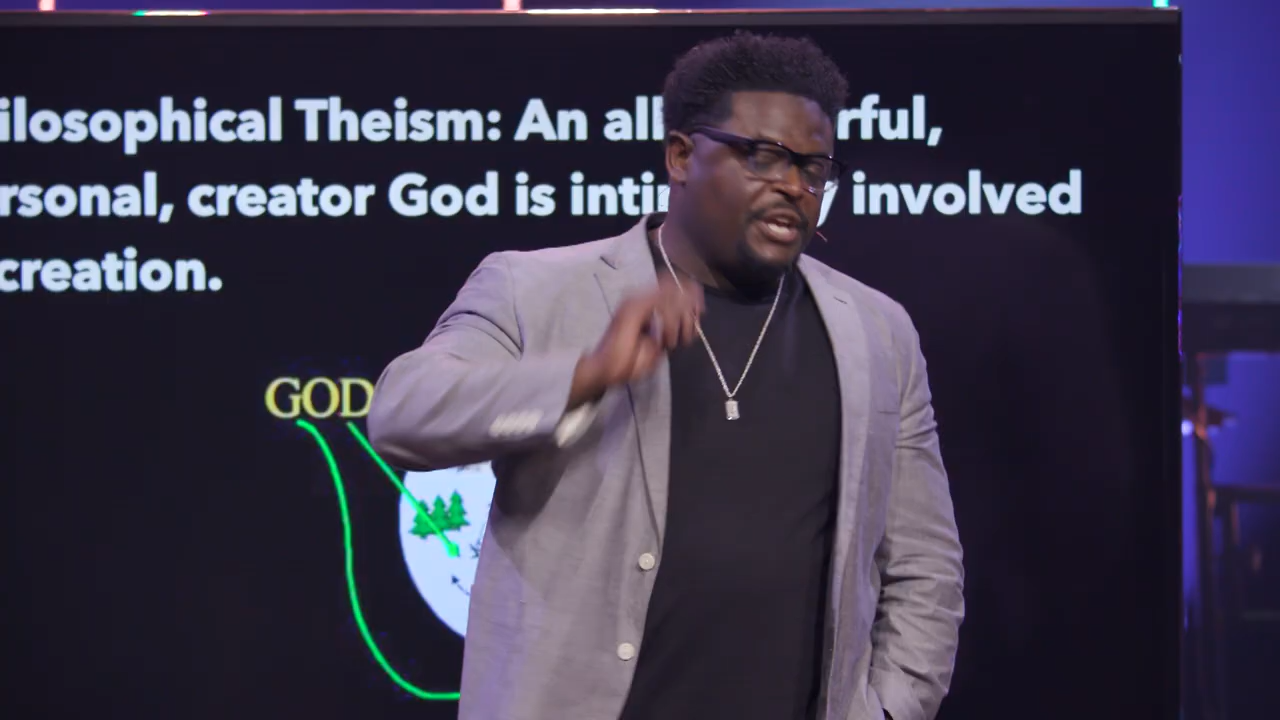 ilosophical Theism: An all rful,
rsonal, creator God is inti y involved
creation.
GOD